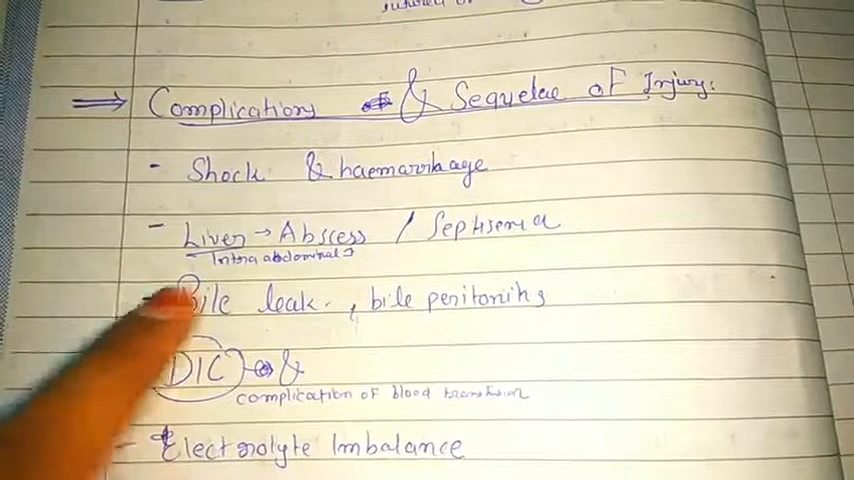 ⇒ Complications & Sequelae of Injury:
- Shock & haemorrhage
- Liver → Abscess / Septisemia
Intra abdominal
- Bile leak , bile peritonitis
DIC &
complication of blood transfusion
- Electrolyte Imbalance